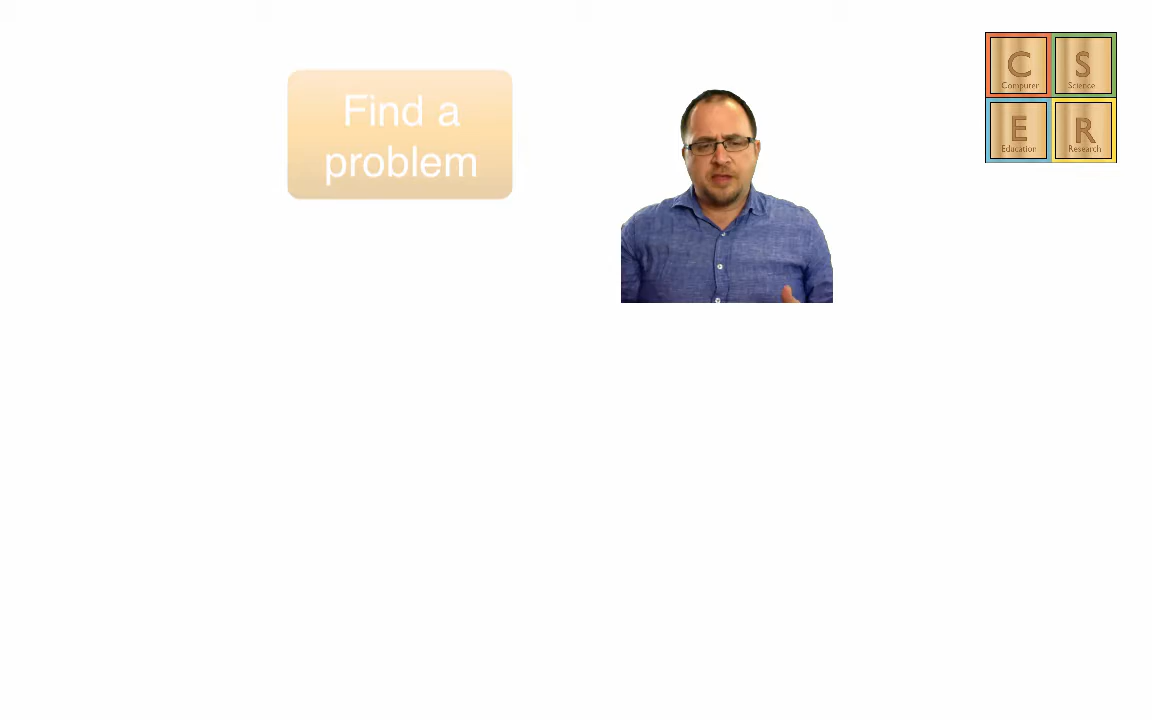 Find a
problem
C S
Computer Science
E R
Education Research